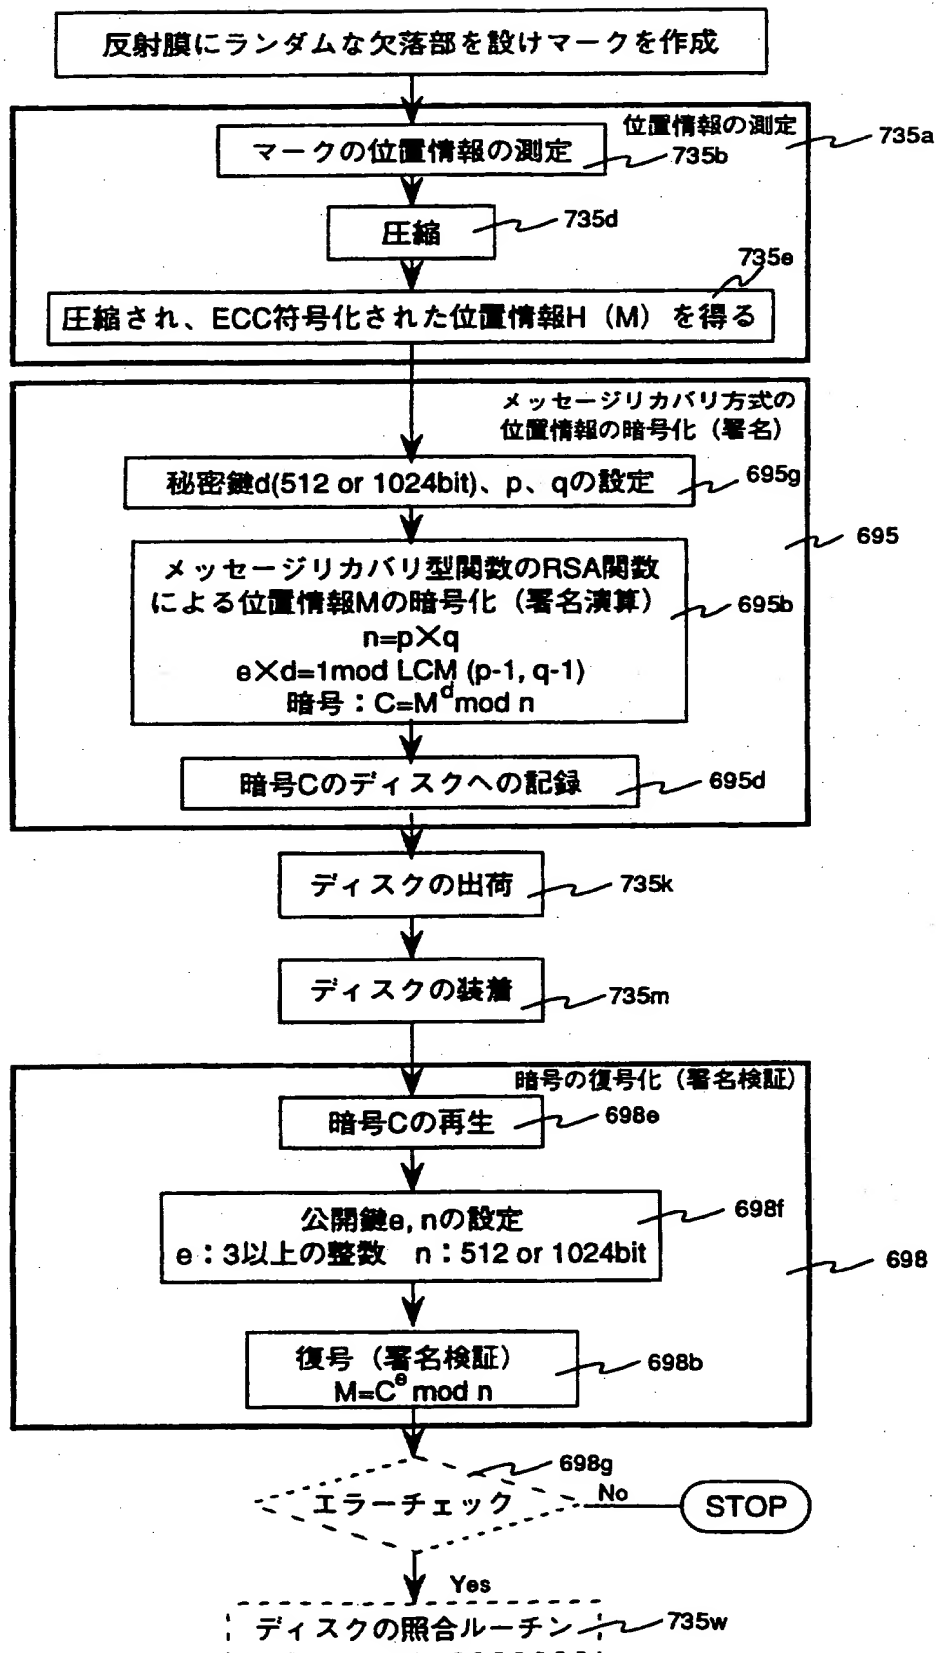 反射膜にランダムな欠落部を設けマークを作成
位置情報の測定
735a
マークの位置情報の測定
735b
圧縮
735d
735e
圧縮され、ECC符号化された位置情報H（M）を得る
メッセージリカバリ方式の
位置情報の暗号化（署名）
秘密鍵d(512 or 1024bit)、p、qの設定
695g
695
メッセージリカバリ型関数のRSA関数
による位置情報Mの暗号化（署名演算）
n=p×q
e×d=1mod LCM (p-1, q-1)
暗号：C=M^d mod n
695b
暗号Cのディスクへの記録
695d
ディスクの出荷
735k
ディスクの装着
735m
暗号の復号化（署名検証）
暗号Cの再生
698e
公開鍵e, nの設定
e：3以上の整数　n：512 or 1024bit
698f
698
復号（署名検証）
M=C^e mod n
698b
698g
エラーチェック
No
STOP
Yes
ディスクの照合ルーチン
735w